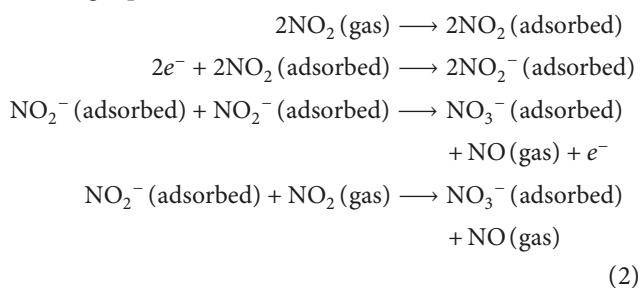 2NO₂ (gas) ⟶ 2NO₂ (adsorbed)
2e⁻ + 2NO₂ (adsorbed) ⟶ 2NO₂⁻ (adsorbed)
NO₂⁻ (adsorbed) + NO₂⁻ (adsorbed) ⟶ NO₃⁻ (adsorbed)
+ NO (gas) + e⁻
NO₂⁻ (adsorbed) + NO₂ (gas) ⟶ NO₃⁻ (adsorbed)
+ NO (gas)
(2)